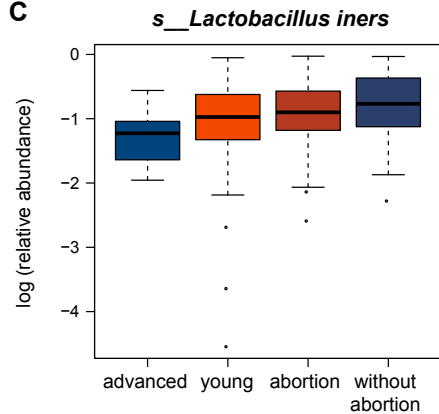 C
s__Lactobacillus iners
log (relative abundance)
0
−1
−2
−3
−4
advanced young abortion without
abortion